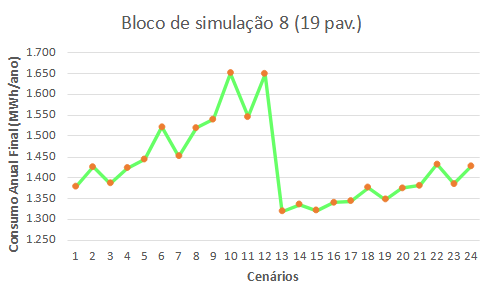 Bloco de simulação 8 (19 pav.)
Consumo Anual Final (MWh/ano)
1.700
1.650
1.600
1.550
1.500
1.450
1.400
1.350
1.300
1.250
1 2 3 4 5 6 7 8 9 10 11 12 13 14 15 16 17 18 19 20 21 22 23 24
Cenários